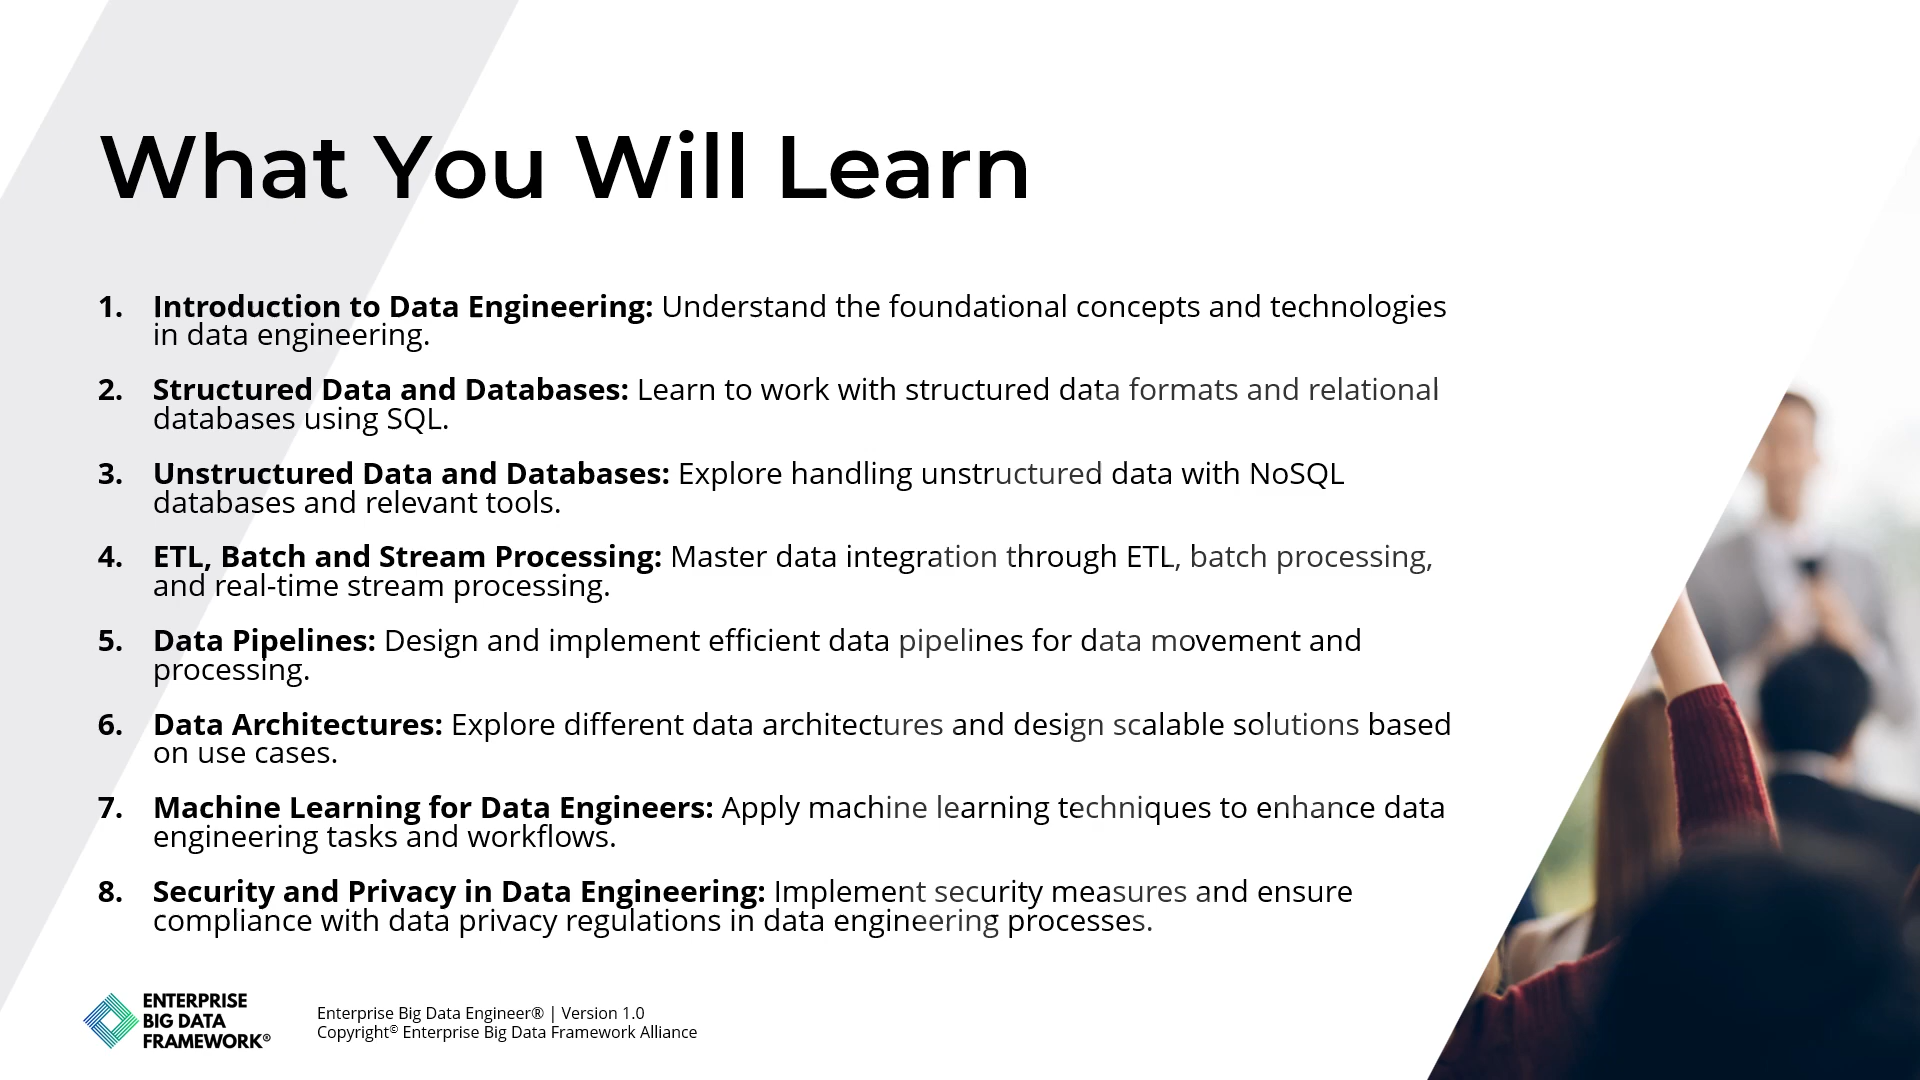 What You Will Learn
1. Introduction to Data Engineering: Understand the foundational concepts and technologies
in data engineering.
2. Structured Data and Databases: Learn to work with structured data formats and relational
databases using SQL.
3. Unstructured Data and Databases: Explore handling unstructured data with NoSQL
databases and relevant tools.
4. ETL, Batch and Stream Processing: Master data integration through ETL, batch processing,
and real-time stream processing.
5. Data Pipelines: Design and implement efficient data pipelines for data movement and
processing.
6. Data Architectures: Explore different data architectures and design scalable solutions based
on use cases.
7. Machine Learning for Data Engineers: Apply machine learning techniques to enhance data
engineering tasks and workflows.
8. Security and Privacy in Data Engineering: Implement security measures and ensure
compliance with data privacy regulations in data engineering processes.
ENTERPRISE
BIG DATA
FRAMEWORK®
Enterprise Big Data Engineer® | Version 1.0
Copyright© Enterprise Big Data Framework Alliance